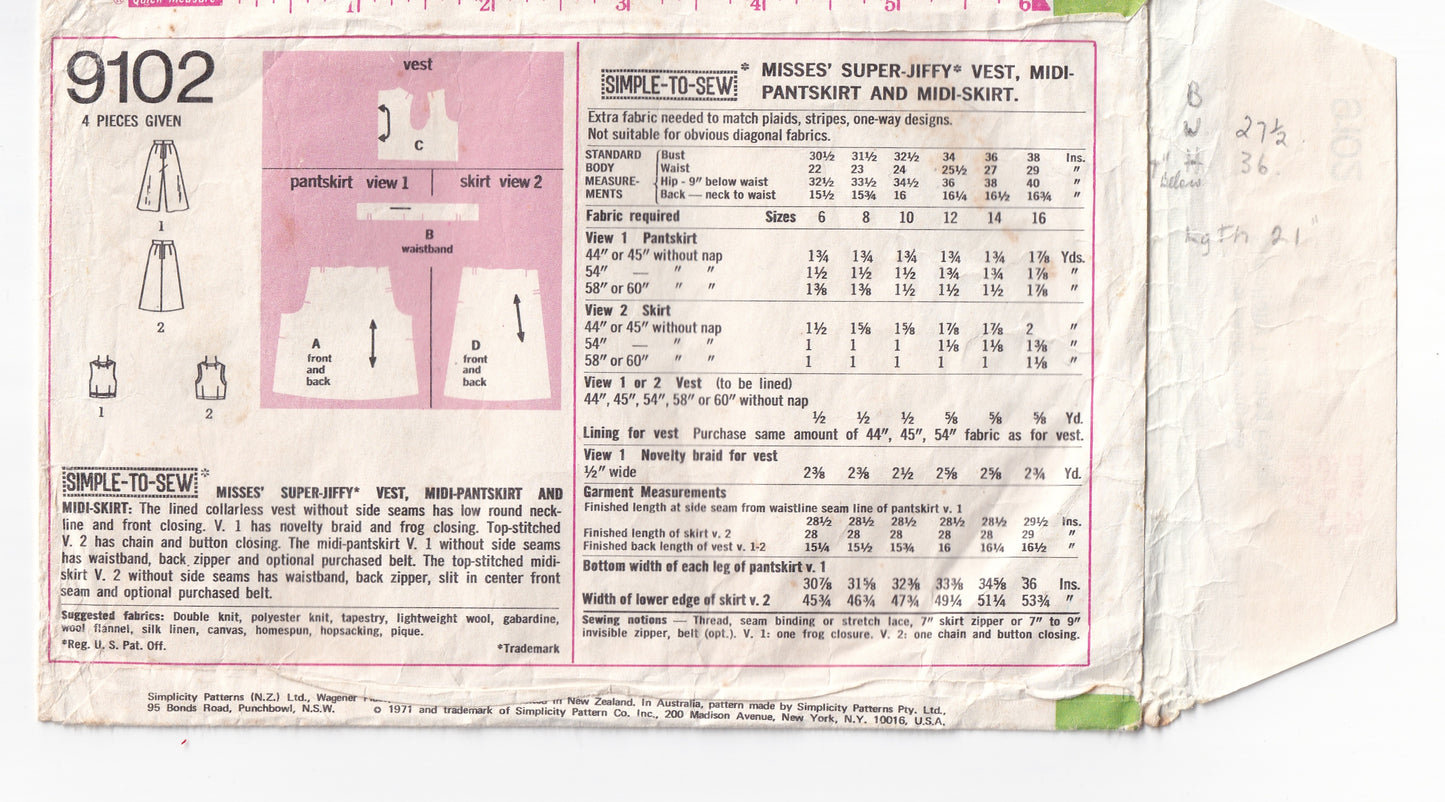 Quick Measure 1 2 3 4 5 6
9102
4 PIECES GIVEN
1
2
1 2
vest
C
pantskirt view 1 skirt view 2
B
waistband
A
front
and
back
D
front
and
back
SIMPLE-TO-SEW* MISSES' SUPER-JIFFY* VEST, MIDI-PANTSKIRT AND
MIDI-SKIRT: The lined collarless vest without side seams has low round neck-
line and front closing. V. 1 has novelty braid and frog closing. Top-stitched
V. 2 has chain and button closing. The midi-pantskirt V. 1 without side seams
has waistband, back zipper and optional purchased belt. The top-stitched midi-
skirt V. 2 without side seams has waistband, back zipper, slit in center front
seam and optional purchased belt.
Suggested fabrics: Double knit, polyester knit, tapestry, lightweight wool, gabardine,
wool flannel, silk linen, canvas, homespun, hopsacking, pique.
*Reg. U. S. Pat. Off. *Trademark
SIMPLE-TO-SEW * MISSES' SUPER-JIFFY* VEST, MIDI-
PANTSKIRT AND MIDI-SKIRT.
Extra fabric needed to match plaids, stripes, one-way designs.
Not suitable for obvious diagonal fabrics.
STANDARD Bust 30½ 31½ 32½ 34 36 38 Ins.
BODY Waist 22 23 24 25½ 27 29 "
MEASURE- Hip - 9" below waist 32½ 33½ 34½ 36 38 40 "
MENTS Back — neck to waist 15½ 15¾ 16 16¼ 16½ 16¾ "
Fabric required Sizes 6 8 10 12 14 16
View 1 Pantskirt
44" or 45" without nap 1¾ 1¾ 1¾ 1¾ 1¾ 1⅞ Yds.
54" — " " 1½ 1½ 1½ 1¾ 1¾ 1⅞ "
58" or 60" " " 1⅜ 1⅜ 1½ 1½ 1½ 1⅞ "
View 2 Skirt
44" or 45" without nap 1½ 1⅝ 1⅝ 1⅞ 1⅞ 2 "
54" — " " 1 1 1 1⅛ 1⅛ 1⅜ "
58" or 60" " " 1 1 1 1 1 1⅛ "
View 1 or 2 Vest (to be lined)
44", 45", 54", 58" or 60" without nap
½ ½ ½ ⅝ ⅝ ⅝ Yd.
Lining for vest Purchase same amount of 44", 45", 54" fabric as for vest.
View 1 Novelty braid for vest
½" wide 2⅜ 2⅜ 2½ 2⅝ 2⅝ 2¾ Yd.
Garment Measurements
Finished length at side seam from waistline seam line of pantskirt v. 1
28½ 28½ 28½ 28½ 28½ 29½ Ins.
Finished length of skirt v. 2 28 28 28 28 28 29 "
Finished back length of vest v. 1-2 15¼ 15½ 15¾ 16 16¼ 16½ "
Bottom width of each leg of pantskirt v. 1
30⅞ 31⅝ 32⅜ 33⅜ 34⅝ 36 Ins.
Width of lower edge of skirt v. 2 45¾ 46¾ 47¾ 49¼ 51¼ 53¾ "
Sewing notions — Thread, seam binding or stretch lace, 7" skirt zipper or 7" to 9"
invisible zipper, belt (opt.). V. 1: one frog closure. V. 2: one chain and button closing.
Simplicity Patterns (N.Z.) Ltd., Wagener in New Zealand. In Australia, pattern made by Simplicity Patterns Pty. Ltd.,
95 Bonds Road, Punchbowl, N.S.W. © 1971 and trademark of Simplicity Pattern Co. Inc., 200 Madison Avenue, New York, N.Y. 10016, U.S.A.
B
W 27½
7" H 36
below
lgth 21"